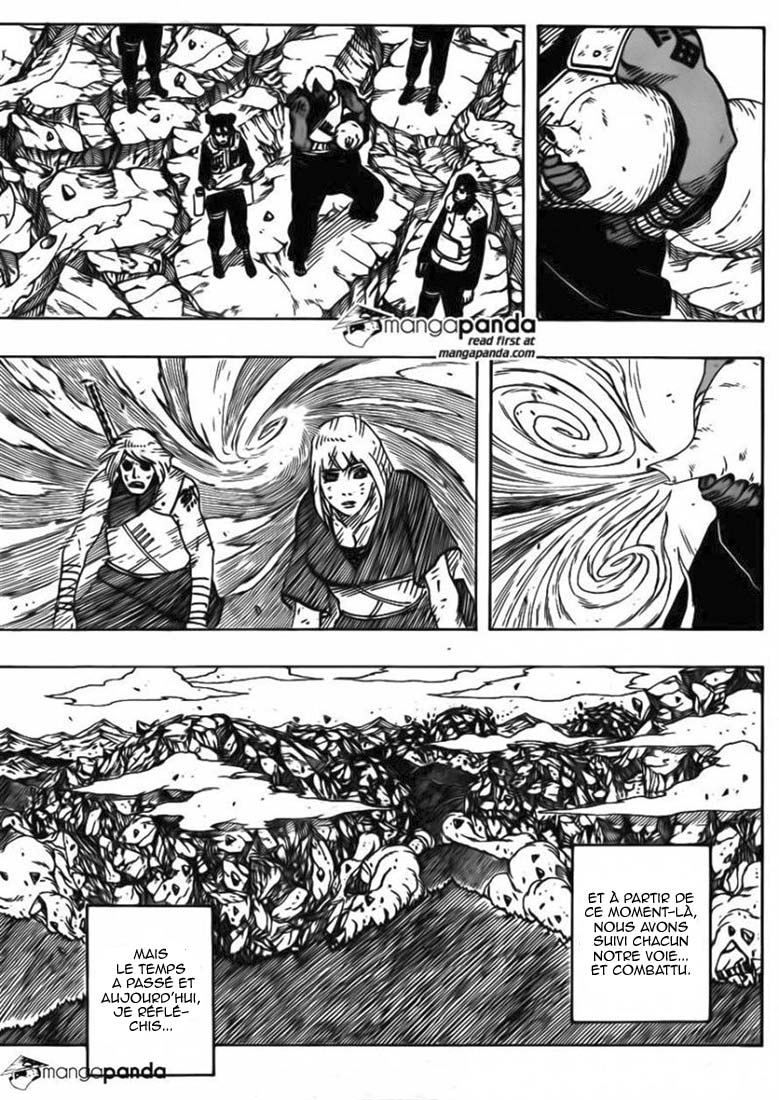 mangapanda
read first at
mangapanda.com
ET À PARTIR DE
CE MOMENT-LÀ,
NOUS AVONS
SUIVI CHACUN
NOTRE VOIE...
ET COMBATTU.
MAIS
LE TEMPS
A PASSÉ ET
AUJOURD'HUI,
JE RÉFLÉ-
CHIS...
mangapanda